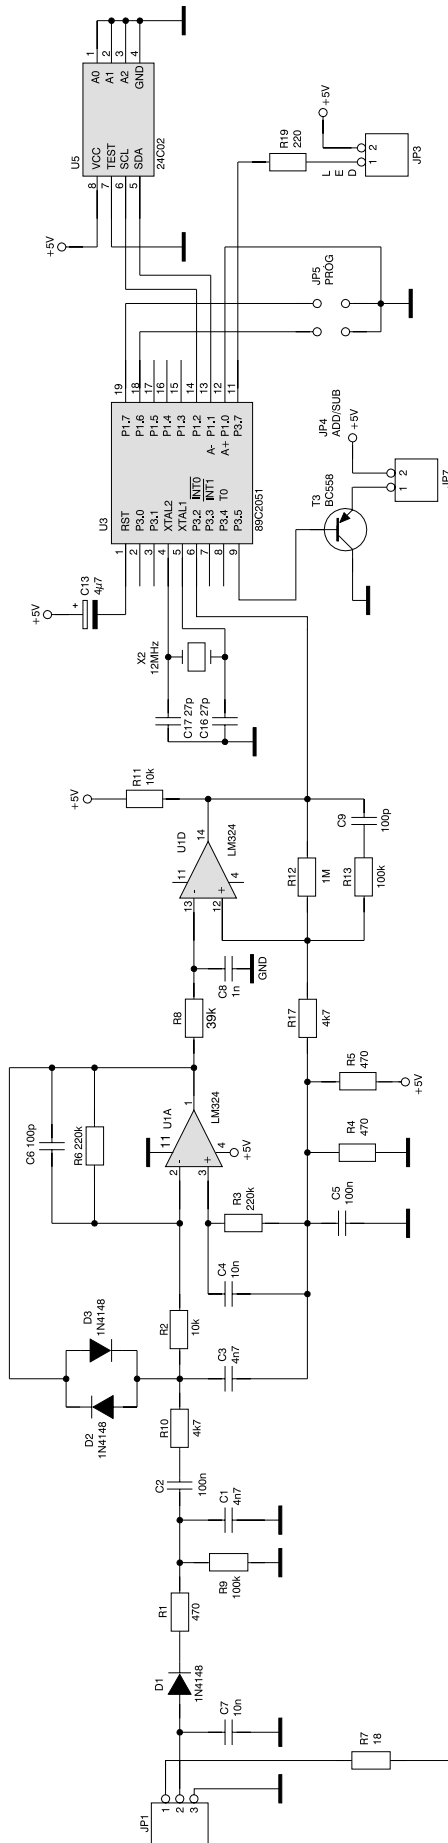 JP1
1
2
3
C7
10n
D1
1N4148
R1
470
R9
100k
C1
4n7
C2
100n
R10
4k7
R7
18
D2
1N4148
D3
1N4148
C3
4n7
R2
10k
C4
10n
R3
220k
C6 100p
R6 220k
2
-
3
+
11
1
4
+5V
U1A
LM324
C5
100n
R4
470
R5
470
+5V
R8
39k
R17
4k7
C8
1n
GND
13
-
12
+
11
4
14
U1D
LM324
R12
1M
R13
100k
C9
100p
R11
10k
+5V
C17 27p
C16 27p
X2
12MHz
+5V
C13
+
4µ7
U3
89C2051
1
RST
2
P3.0
3
P3.1
4
XTAL2
5
XTAL1
6
P3.2
INT0
7
P3.3
INT1
8
P3.4
T0
9
P3.5
P1.7
19
P1.6
18
P1.5
17
P1.4
16
P1.3
15
P1.2
14
A-
P1.1
13
A+
P1.0
12
P3.7
11
T3
BC558
JP4
ADD/SUB
+5V
1
2
JP7
JP5
PROG
+5V
U5
24C02
8
VCC
7
TEST
6
SCL
5
SDA
A0
1
A1
2
A2
3
GND
4
R19
220
L
E
D
+5V
1
2
JP3